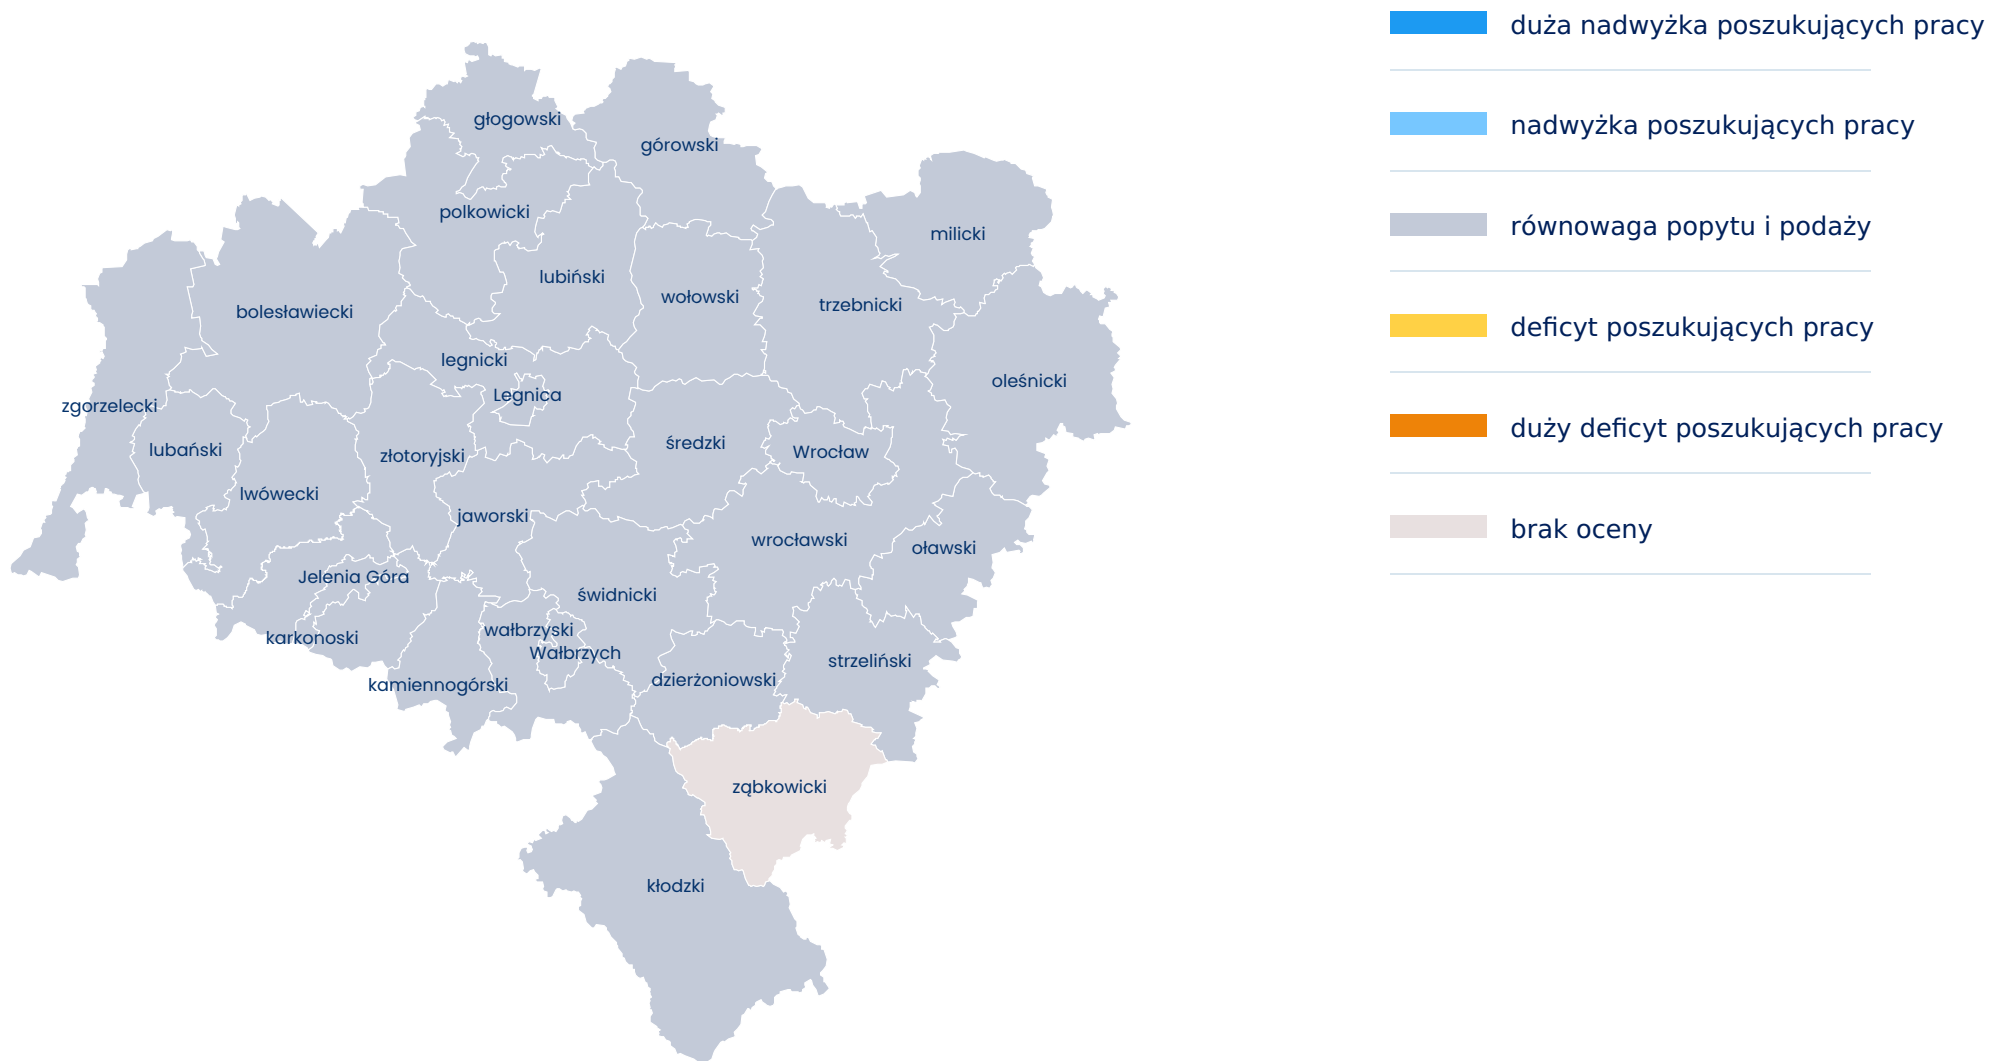 głogowski
górowski
polkowicki
milicki
lubiński
wołowski
trzebnicki
bolesławiecki
legnicki
oleśnicki
Legnica
zgorzelecki
średzki
lubański
Wrocław
złotoryjski
lwówecki
jaworski
wrocławski
oławski
Jelenia Góra
świdnicki
wałbrzyski
karkonoski
Wałbrzych
strzeliński
dzierżoniowski
kamiennogórski
ząbkowicki
kłodzki
duża nadwyżka poszukujących pracy
nadwyżka poszukujących pracy
równowaga popytu i podaży
deficyt poszukujących pracy
duży deficyt poszukujących pracy
brak oceny